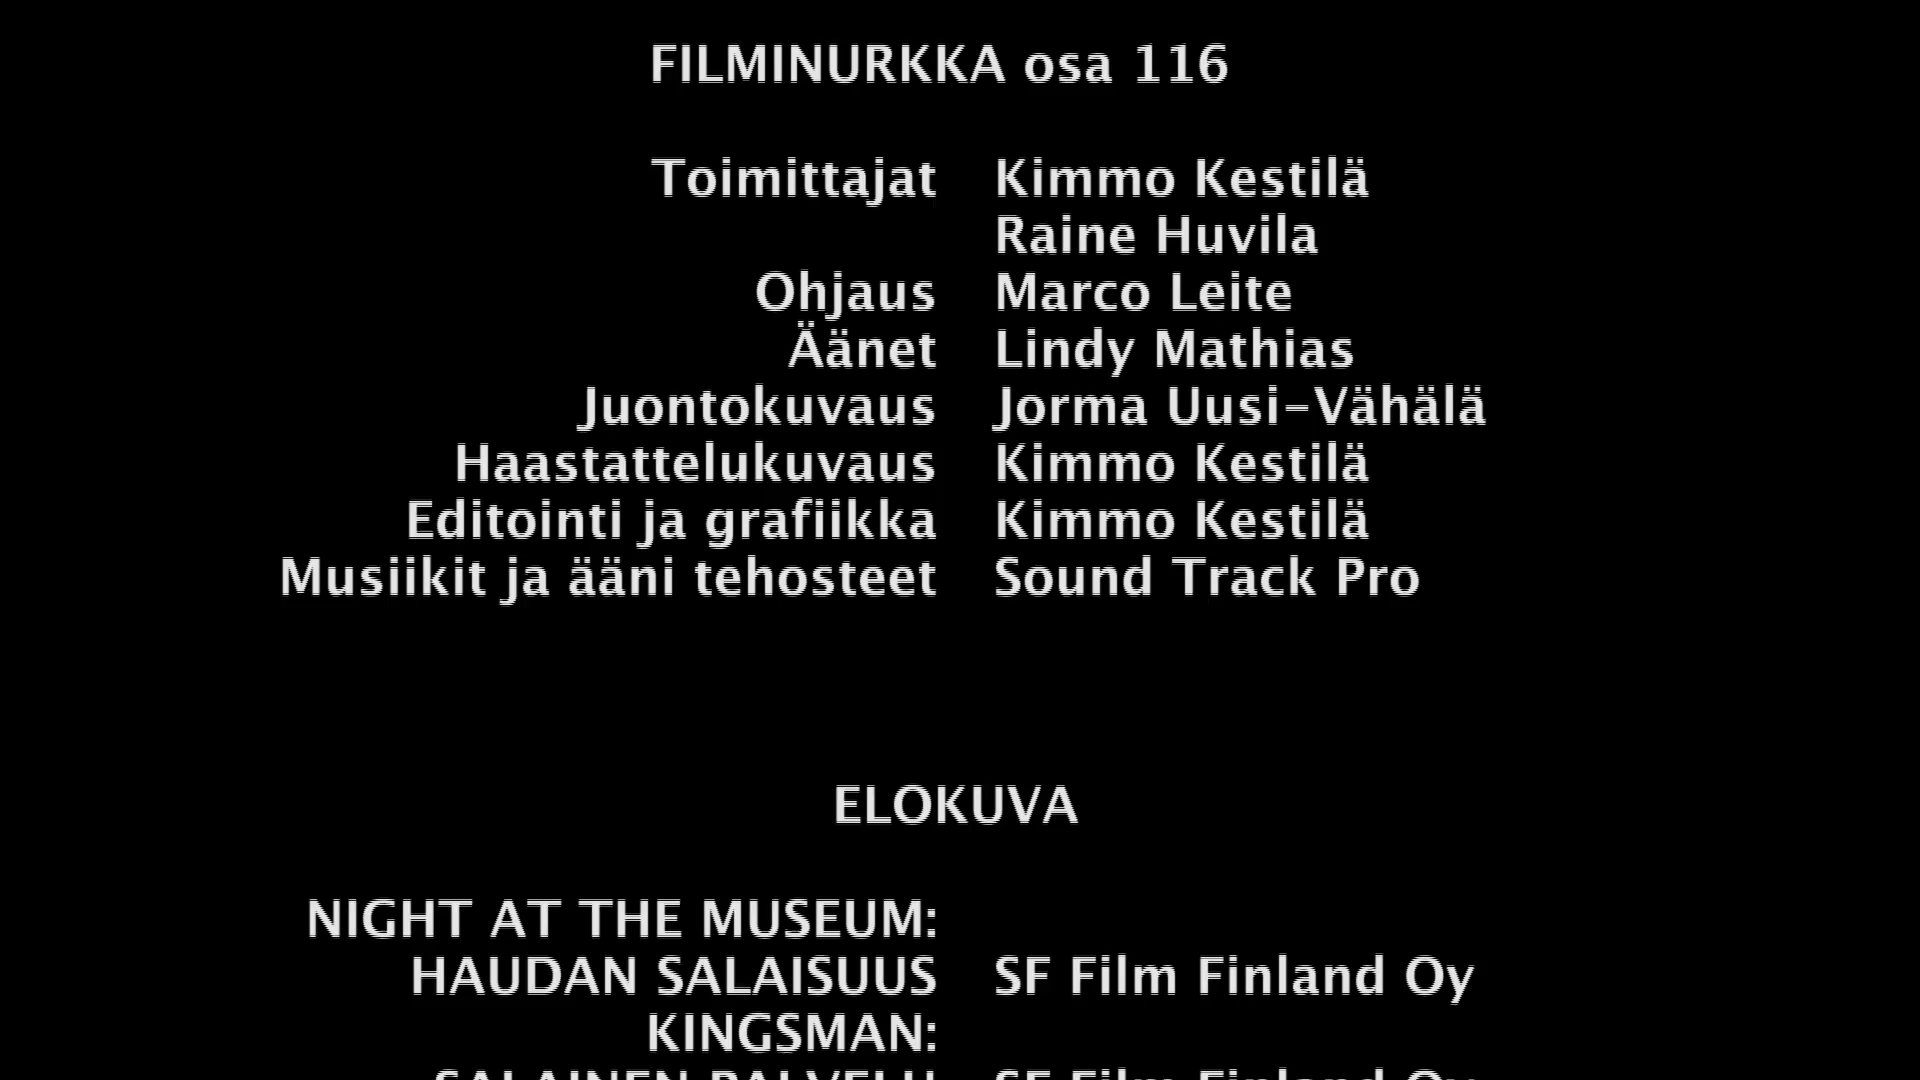 FILMINURKKA osa 116
Toimittajat Kimmo Kestilä
Raine Huvila
Ohjaus Marco Leite
Äänet Lindy Mathias
Juontokuvaus Jorma Uusi-Vähälä
Haastattelukuvaus Kimmo Kestilä
Editointi ja grafiikka Kimmo Kestilä
Musiikit ja ääni tehosteet Sound Track Pro
ELOKUVA
NIGHT AT THE MUSEUM:
HAUDAN SALAISUUS SF Film Finland Oy
KINGSMAN: